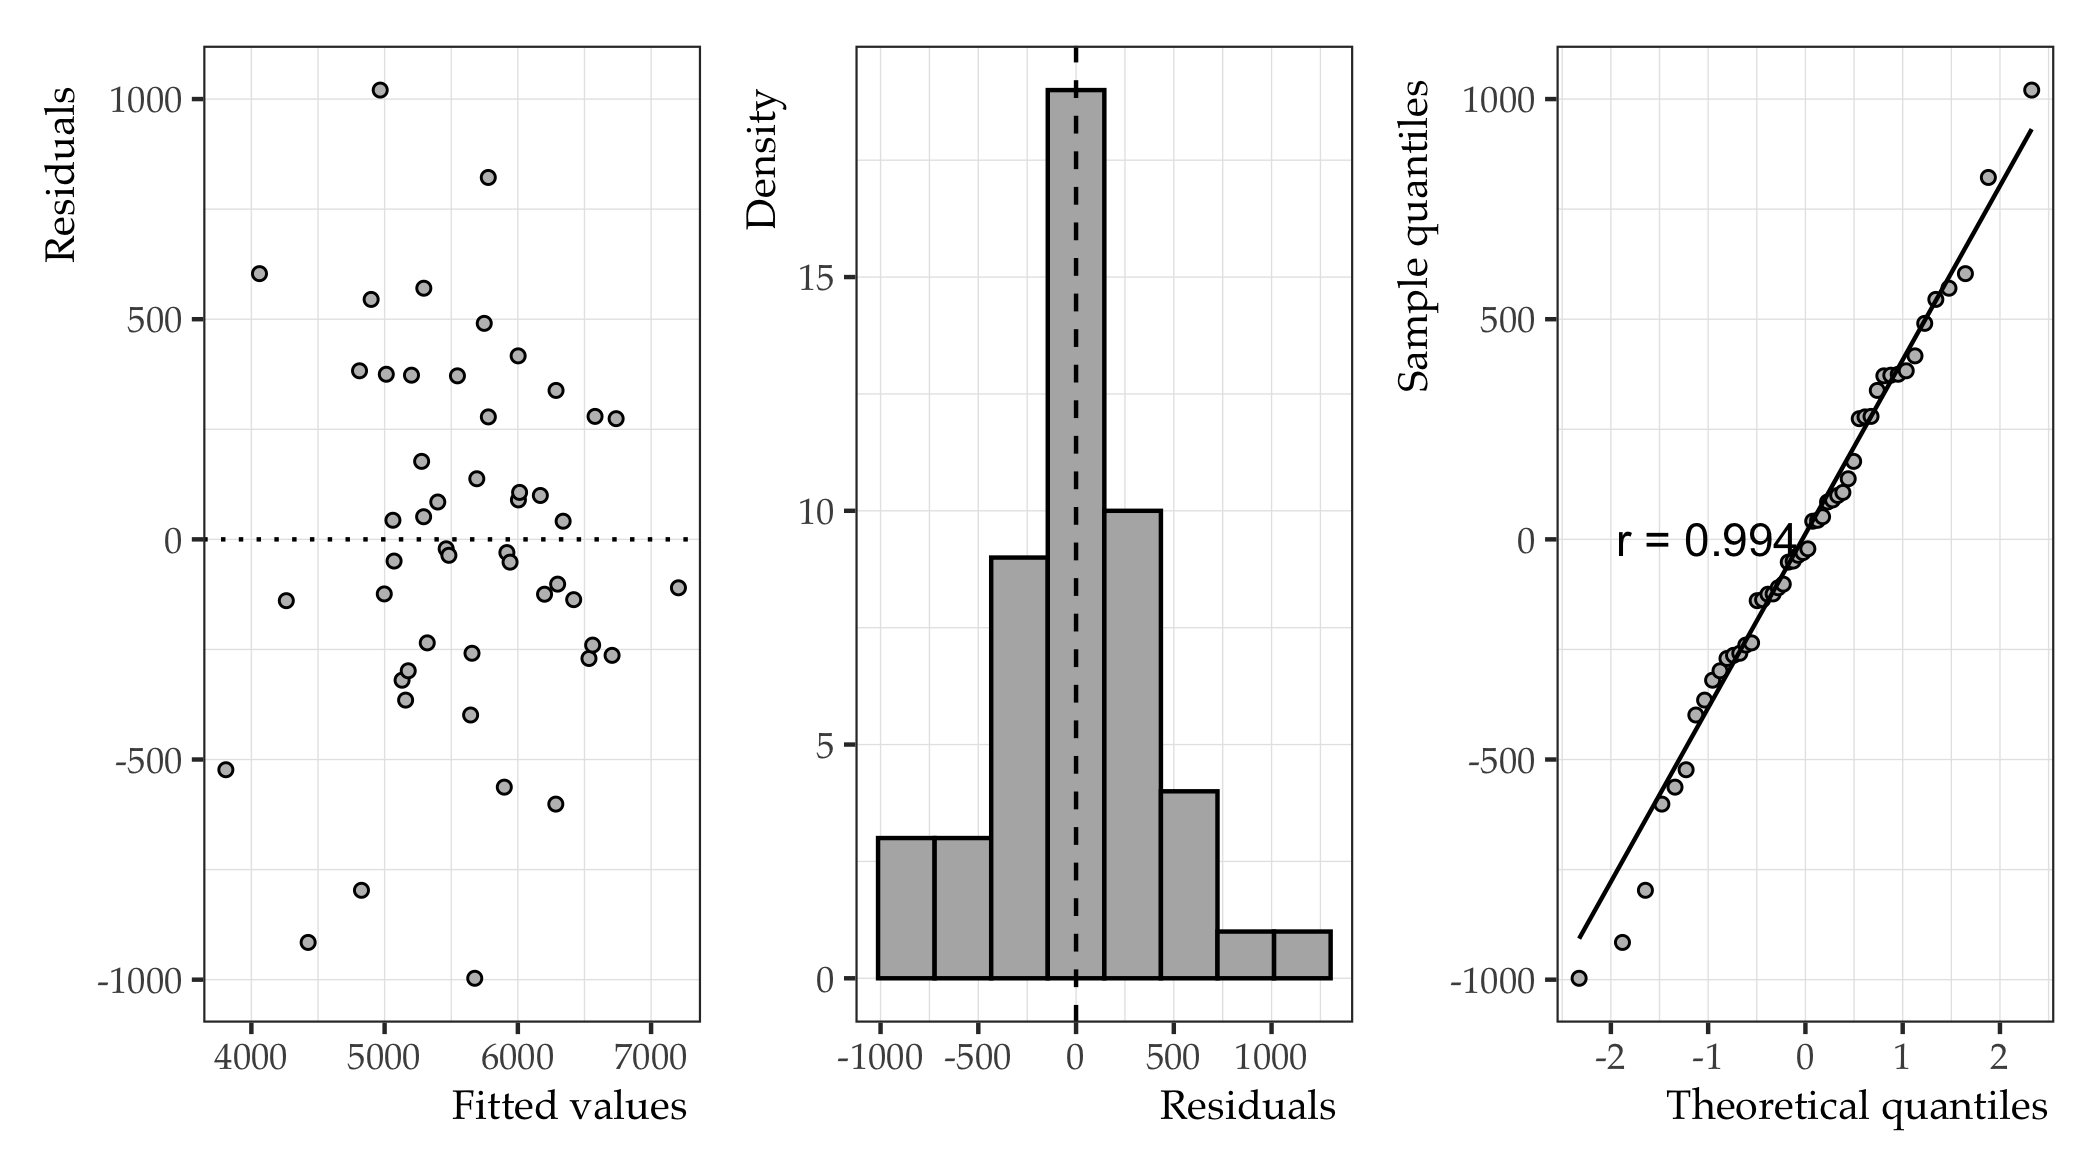 Residuals
1000
500
0
-500
-1000
4000 5000 6000 7000
Fitted values
Density
15
10
5
0
-1000 -500 0 500 1000
Residuals
Sample quantiles
1000
500
0
-500
-1000
r = 0.994
-2 -1 0 1 2
Theoretical quantiles